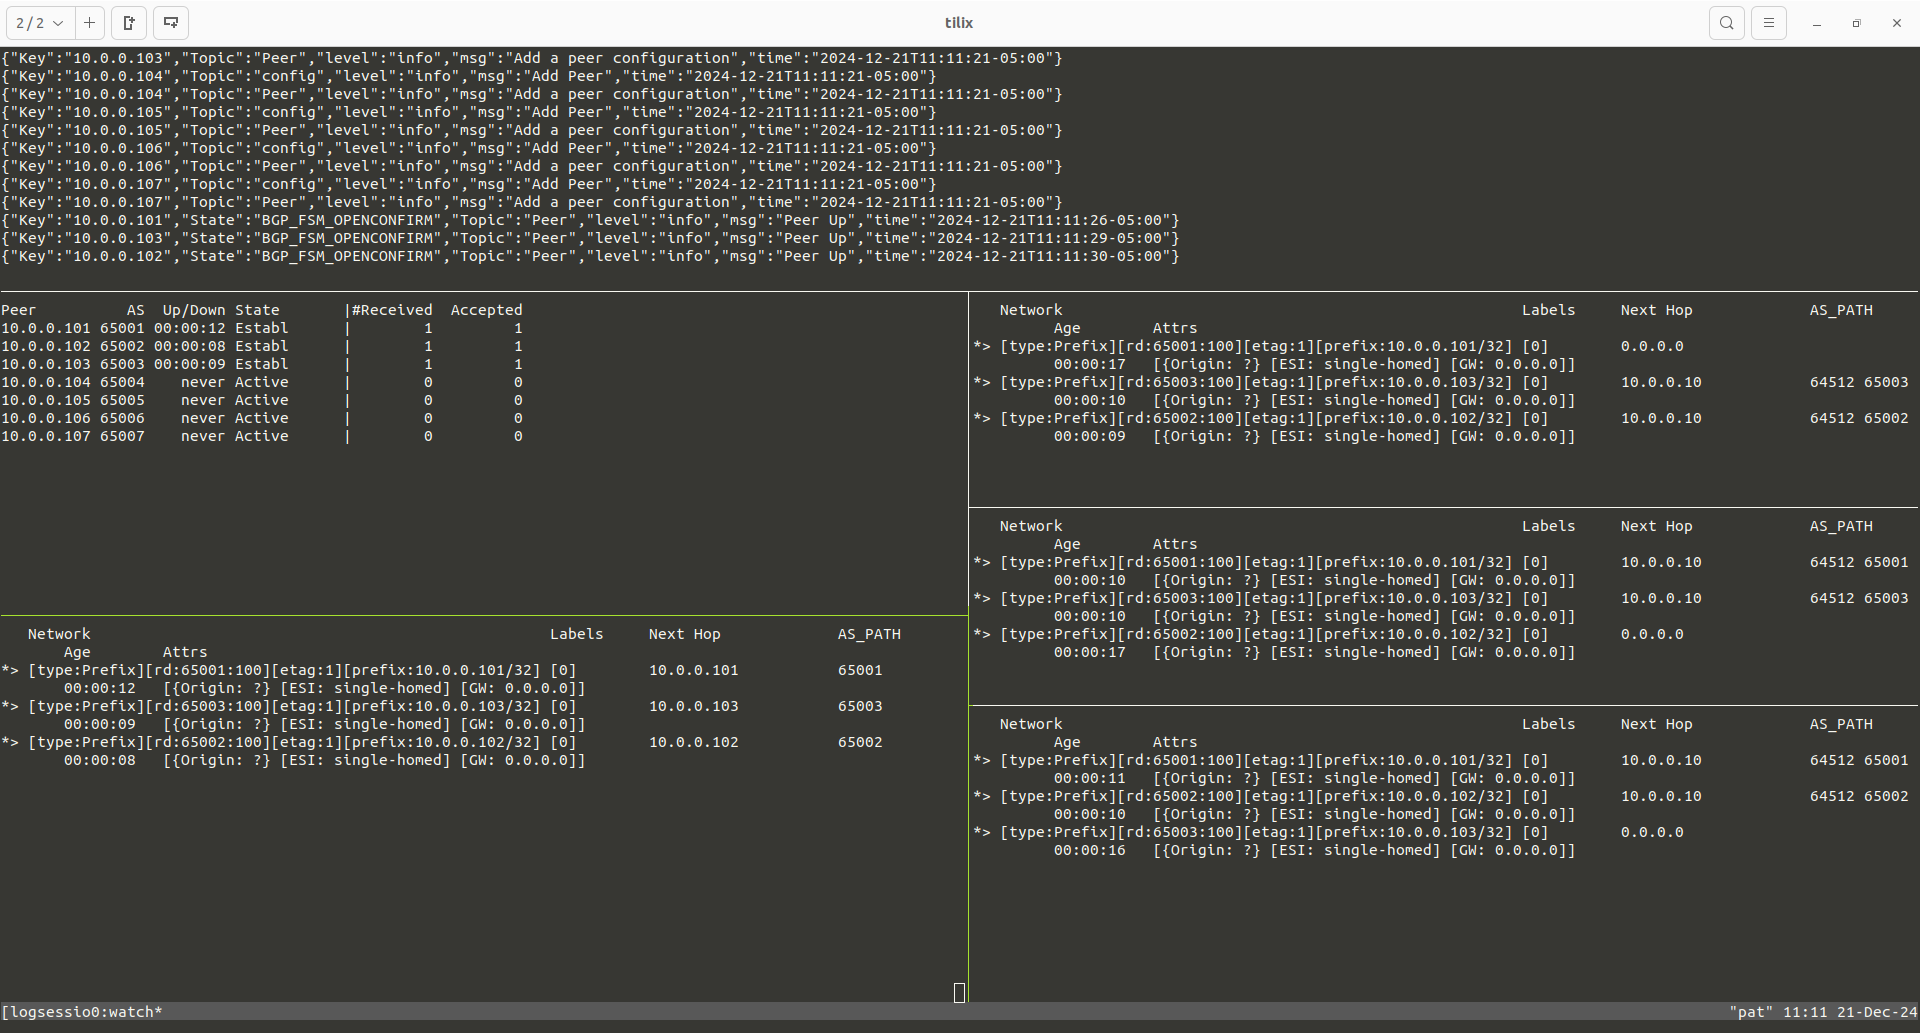 2 / 2
tilix
{"Key":"10.0.0.103","Topic":"Peer","level":"info","msg":"Add a peer configuration","time":"2024-12-21T11:11:21-05:00"}
{"Key":"10.0.0.104","Topic":"config","level":"info","msg":"Add Peer","time":"2024-12-21T11:11:21-05:00"}
{"Key":"10.0.0.104","Topic":"Peer","level":"info","msg":"Add a peer configuration","time":"2024-12-21T11:11:21-05:00"}
{"Key":"10.0.0.105","Topic":"config","level":"info","msg":"Add Peer","time":"2024-12-21T11:11:21-05:00"}
{"Key":"10.0.0.105","Topic":"Peer","level":"info","msg":"Add a peer configuration","time":"2024-12-21T11:11:21-05:00"}
{"Key":"10.0.0.106","Topic":"config","level":"info","msg":"Add Peer","time":"2024-12-21T11:11:21-05:00"}
{"Key":"10.0.0.106","Topic":"Peer","level":"info","msg":"Add a peer configuration","time":"2024-12-21T11:11:21-05:00"}
{"Key":"10.0.0.107","Topic":"config","level":"info","msg":"Add Peer","time":"2024-12-21T11:11:21-05:00"}
{"Key":"10.0.0.107","Topic":"Peer","level":"info","msg":"Add a peer configuration","time":"2024-12-21T11:11:21-05:00"}
{"Key":"10.0.0.101","State":"BGP_FSM_OPENCONFIRM","Topic":"Peer","level":"info","msg":"Peer Up","time":"2024-12-21T11:11:26-05:00"}
{"Key":"10.0.0.103","State":"BGP_FSM_OPENCONFIRM","Topic":"Peer","level":"info","msg":"Peer Up","time":"2024-12-21T11:11:29-05:00"}
{"Key":"10.0.0.102","State":"BGP_FSM_OPENCONFIRM","Topic":"Peer","level":"info","msg":"Peer Up","time":"2024-12-21T11:11:30-05:00"}
Peer AS Up/Down State |#Received Accepted
10.0.0.101 65001 00:00:12 Establ | 1 1
10.0.0.102 65002 00:00:08 Establ | 1 1
10.0.0.103 65003 00:00:09 Establ | 1 1
10.0.0.104 65004 never Active | 0 0
10.0.0.105 65005 never Active | 0 0
10.0.0.106 65006 never Active | 0 0
10.0.0.107 65007 never Active | 0 0
Network Labels Next Hop AS_PATH
Age Attrs
*> [type:Prefix][rd:65001:100][etag:1][prefix:10.0.0.101/32] [0] 10.0.0.101 65001
00:00:12 [{Origin: ?} [ESI: single-homed] [GW: 0.0.0.0]]
*> [type:Prefix][rd:65003:100][etag:1][prefix:10.0.0.103/32] [0] 10.0.0.103 65003
00:00:09 [{Origin: ?} [ESI: single-homed] [GW: 0.0.0.0]]
*> [type:Prefix][rd:65002:100][etag:1][prefix:10.0.0.102/32] [0] 10.0.0.102 65002
00:00:08 [{Origin: ?} [ESI: single-homed] [GW: 0.0.0.0]]
Network Labels Next Hop AS_PATH
Age Attrs
*> [type:Prefix][rd:65001:100][etag:1][prefix:10.0.0.101/32] [0] 0.0.0.0
00:00:17 [{Origin: ?} [ESI: single-homed] [GW: 0.0.0.0]]
*> [type:Prefix][rd:65003:100][etag:1][prefix:10.0.0.103/32] [0] 10.0.0.10 64512 65003
00:00:10 [{Origin: ?} [ESI: single-homed] [GW: 0.0.0.0]]
*> [type:Prefix][rd:65002:100][etag:1][prefix:10.0.0.102/32] [0] 10.0.0.10 64512 65002
00:00:09 [{Origin: ?} [ESI: single-homed] [GW: 0.0.0.0]]
Network Labels Next Hop AS_PATH
Age Attrs
*> [type:Prefix][rd:65001:100][etag:1][prefix:10.0.0.101/32] [0] 10.0.0.10 64512 65001
00:00:10 [{Origin: ?} [ESI: single-homed] [GW: 0.0.0.0]]
*> [type:Prefix][rd:65003:100][etag:1][prefix:10.0.0.103/32] [0] 10.0.0.10 64512 65003
00:00:10 [{Origin: ?} [ESI: single-homed] [GW: 0.0.0.0]]
*> [type:Prefix][rd:65002:100][etag:1][prefix:10.0.0.102/32] [0] 0.0.0.0
00:00:17 [{Origin: ?} [ESI: single-homed] [GW: 0.0.0.0]]
Network Labels Next Hop AS_PATH
Age Attrs
*> [type:Prefix][rd:65001:100][etag:1][prefix:10.0.0.101/32] [0] 10.0.0.10 64512 65001
00:00:11 [{Origin: ?} [ESI: single-homed] [GW: 0.0.0.0]]
*> [type:Prefix][rd:65002:100][etag:1][prefix:10.0.0.102/32] [0] 10.0.0.10 64512 65002
00:00:10 [{Origin: ?} [ESI: single-homed] [GW: 0.0.0.0]]
*> [type:Prefix][rd:65003:100][etag:1][prefix:10.0.0.103/32] [0] 0.0.0.0
00:00:16 [{Origin: ?} [ESI: single-homed] [GW: 0.0.0.0]]
[logsessio0:watch* "pat" 11:11 21-Dec-24